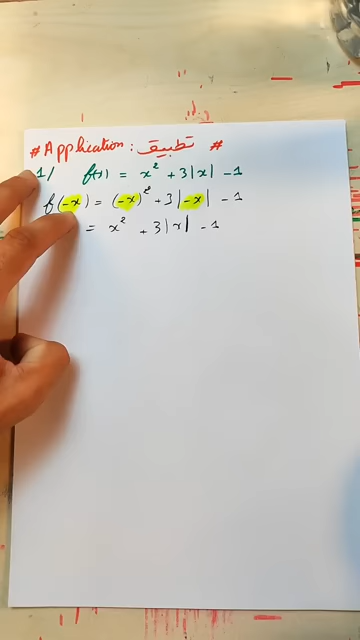 # Application : تطبيق #
1/ f(x) = x² + 3|x| - 1
f(-x) = (-x)² + 3|-x| - 1
= x² + 3|x| - 1